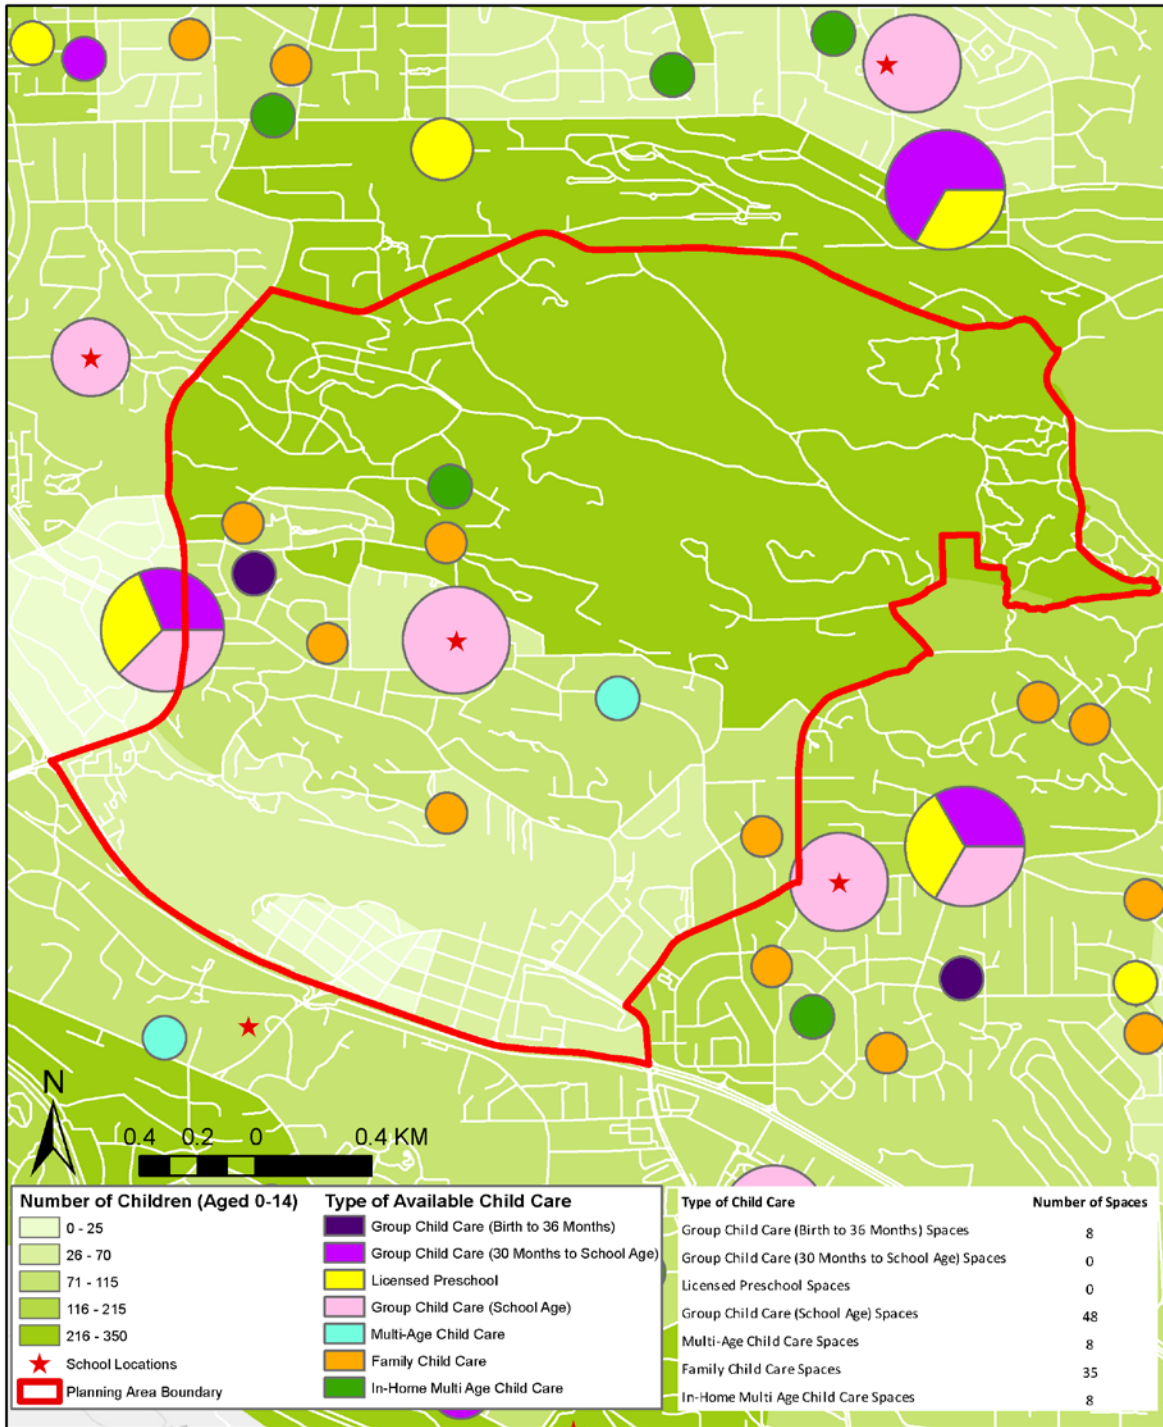 N
0.4 0.2 0 0.4 KM
Number of Children (Aged 0-14)
0 - 25
26 - 70
71 - 115
116 - 215
216 - 350
School Locations
Planning Area Boundary
Type of Available Child Care
Group Child Care (Birth to 36 Months)
Group Child Care (30 Months to School Age)
Licensed Preschool
Group Child Care (School Age)
Multi-Age Child Care
Family Child Care
In-Home Multi Age Child Care
Type of Child Care Number of Spaces
Group Child Care (Birth to 36 Months) Spaces 8
Group Child Care (30 Months to School Age) Spaces 0
Licensed Preschool Spaces 0
Group Child Care (School Age) Spaces 48
Multi-Age Child Care Spaces 8
Family Child Care Spaces 35
In-Home Multi Age Child Care Spaces 8